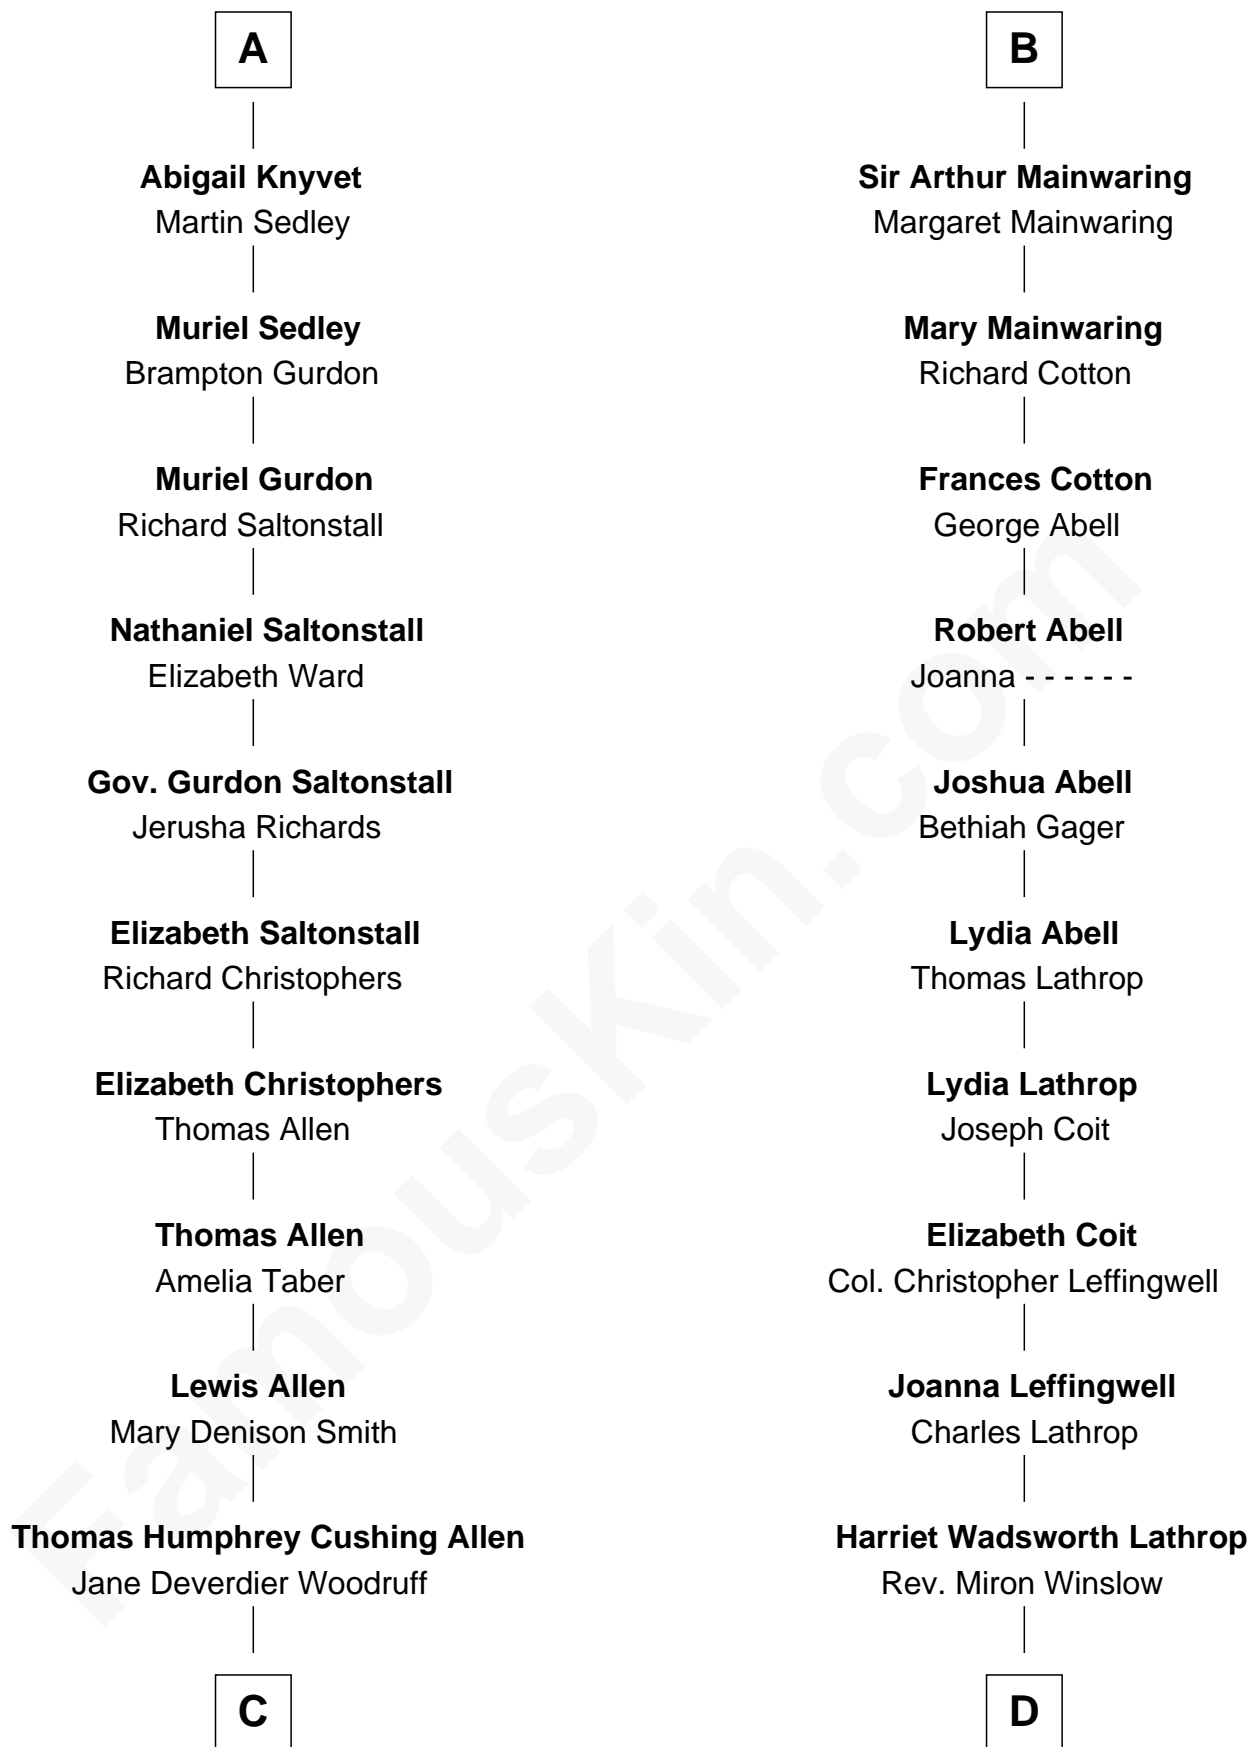 A
Abigail Knyvet
Martin Sedley
Muriel Sedley
Brampton Gurdon
Muriel Gurdon
Richard Saltonstall
Nathaniel Saltonstall
Elizabeth Ward
Gov. Gurdon Saltonstall
Jerusha Richards
Elizabeth Saltonstall
Richard Christophers
Elizabeth Christophers
Thomas Allen
Thomas Allen
Amelia Taber
Lewis Allen
Mary Denison Smith
Thomas Humphrey Cushing Allen
Jane Deverdier Woodruff
C
B
Sir Arthur Mainwaring
Margaret Mainwaring
Mary Mainwaring
Richard Cotton
Frances Cotton
George Abell
Robert Abell
Joanna - - - - - -
Joshua Abell
Bethiah Gager
Lydia Abell
Thomas Lathrop
Lydia Lathrop
Joseph Coit
Elizabeth Coit
Col. Christopher Leffingwell
Joanna Leffingwell
Charles Lathrop
Harriet Wadsworth Lathrop
Rev. Miron Winslow
D
FamousKin.com